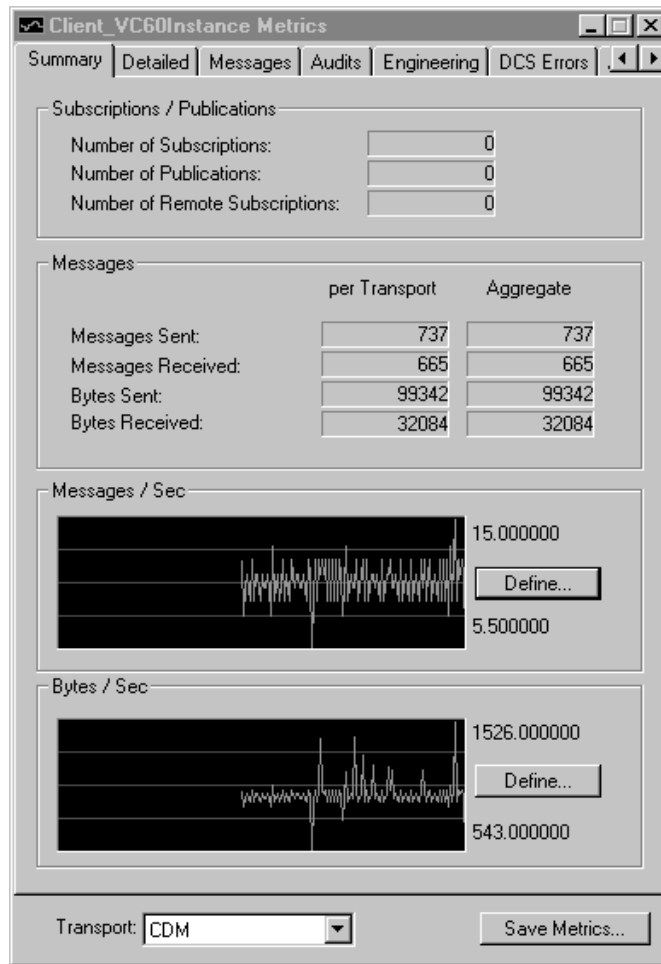 Client_VC60Instance Metrics
Summary Detailed Messages Audits Engineering DCS Errors
Subscriptions / Publications
Number of Subscriptions: 0
Number of Publications: 0
Number of Remote Subscriptions: 0
Messages
per Transport Aggregate
Messages Sent: 737 737
Messages Received: 665 665
Bytes Sent: 99342 99342
Bytes Received: 32084 32084
Messages / Sec
15.000000
Define...
5.500000
Bytes / Sec
1526.000000
Define...
543.000000
Transport: CDM Save Metrics...